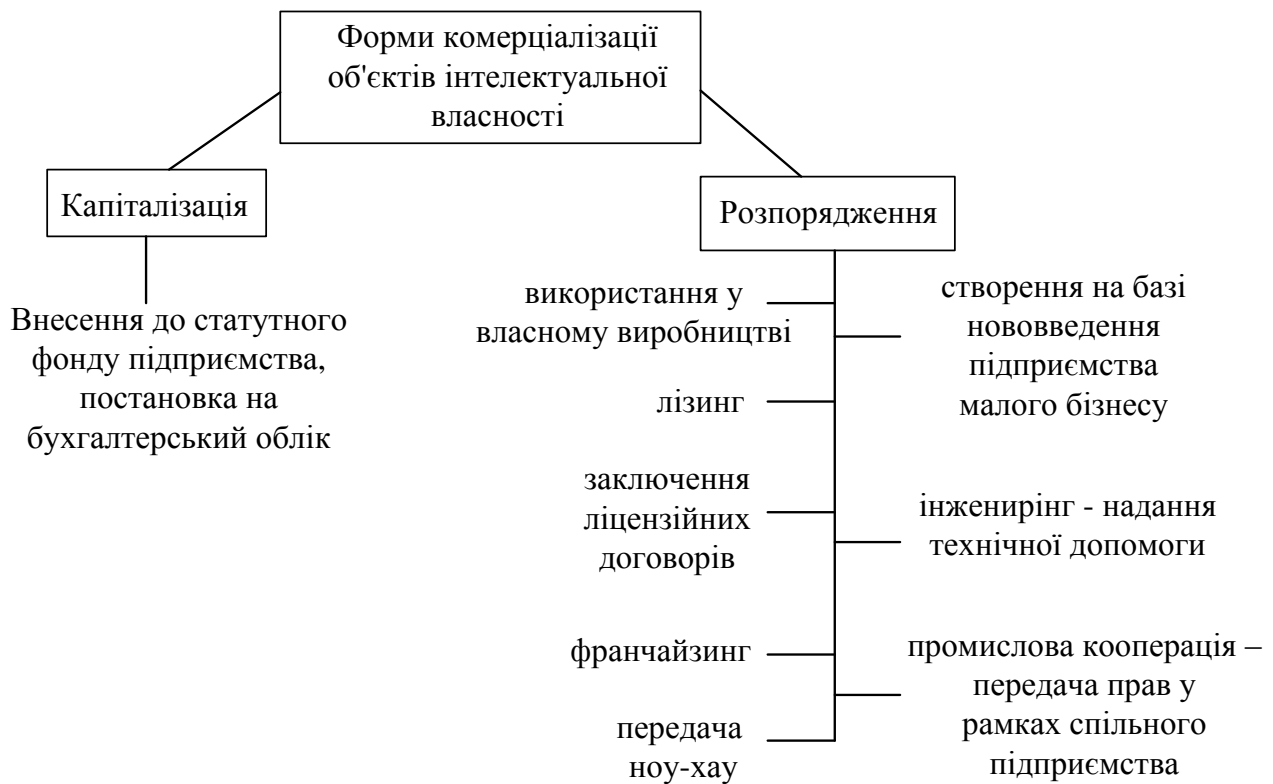 Форми комерціалізації
об'єктів інтелектуальної
власності
Капіталізація
Розпорядження
Внесення до статутного
фонду підприємства,
постановка на
бухгалтерський облік
використання у
власному виробництві
лізинг
заключення
ліцензійних
договорів
франчайзинг
передача
ноу-хау
створення на базі
нововведення
підприємства
малого бізнесу
інженирінг - надання
технічної допомоги
промислова кооперація –
передача прав у
рамках спільного
підприємства